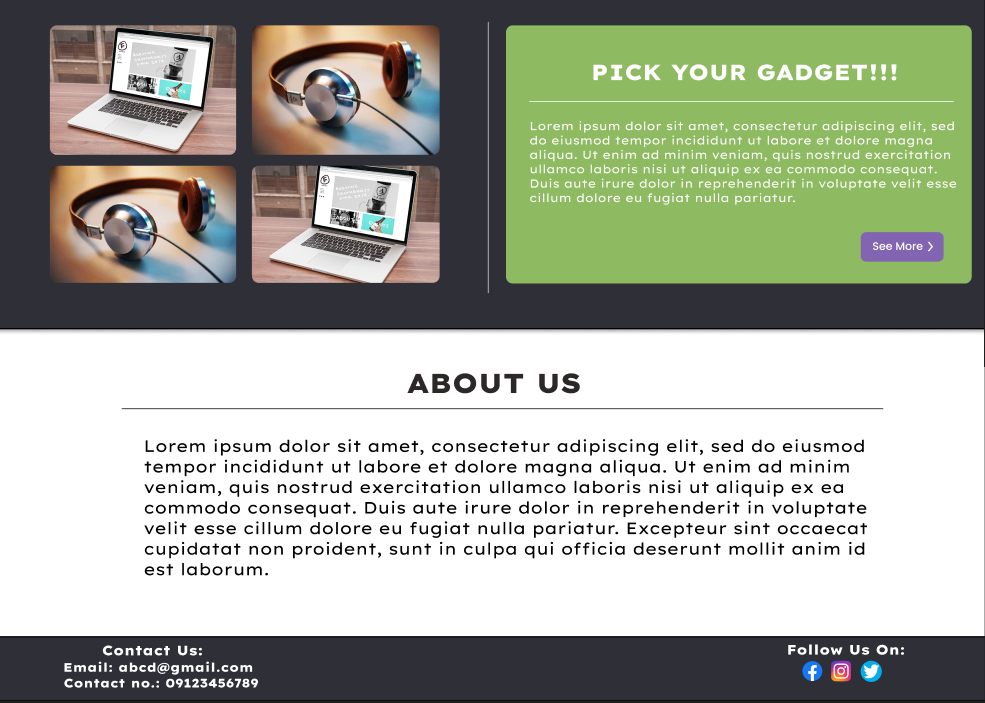 PICK YOUR GADGET!!!
Lorem ipsum dolor sit amet, consectetur adipiscing elit, sed
do eiusmod tempor incididunt ut labore et dolore magna
aliqua. Ut enim ad minim veniam, quis nostrud exercitation
ullamco laboris nisi ut aliquip ex ea commodo consequat.
Duis aute irure dolor in reprehenderit in voluptate velit esse
cillum dolore eu fugiat nulla pariatur.
See More
ABOUT US
Lorem ipsum dolor sit amet, consectetur adipiscing elit, sed do eiusmod
tempor incididunt ut labore et dolore magna aliqua. Ut enim ad minim
veniam, quis nostrud exercitation ullamco laboris nisi ut aliquip ex ea
commodo consequat. Duis aute irure dolor in reprehenderit in voluptate
velit esse cillum dolore eu fugiat nulla pariatur. Excepteur sint occaecat
cupidatat non proident, sunt in culpa qui officia deserunt mollit anim id
est laborum.
Contact Us:
Email: abcd@gmail.com
Contact no.: 09123456789
Follow Us On: